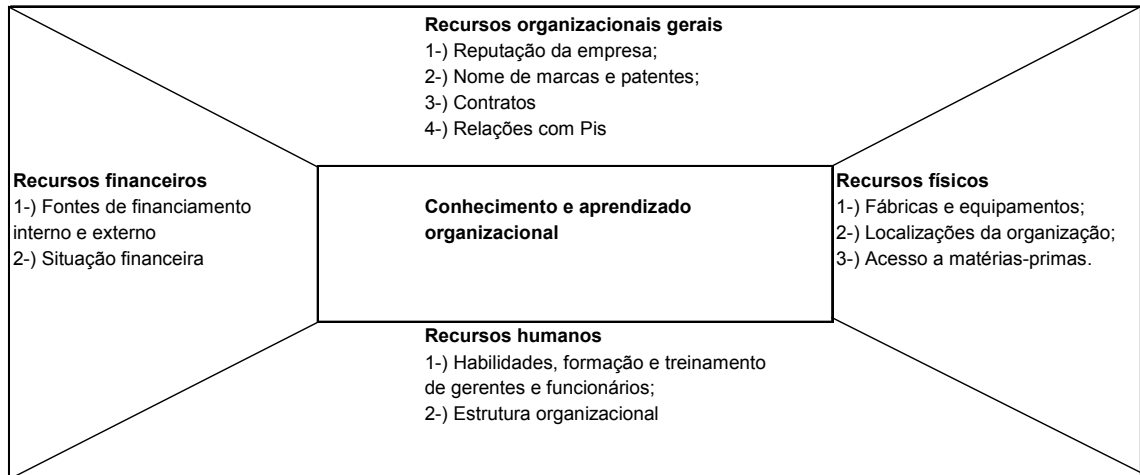 Recursos organizacionais gerais
1-) Reputação da empresa;
2-) Nome de marcas e patentes;
3-) Contratos
4-) Relações com Pis
Recursos financeiros
1-) Fontes de financiamento
interno e externo
2-) Situação financeira
Conhecimento e aprendizado
organizacional
Recursos físicos
1-) Fábricas e equipamentos;
2-) Localizações da organização;
3-) Acesso a matérias-primas.
Recursos humanos
1-) Habilidades, formação e treinamento
de gerentes e funcionários;
2-) Estrutura organizacional